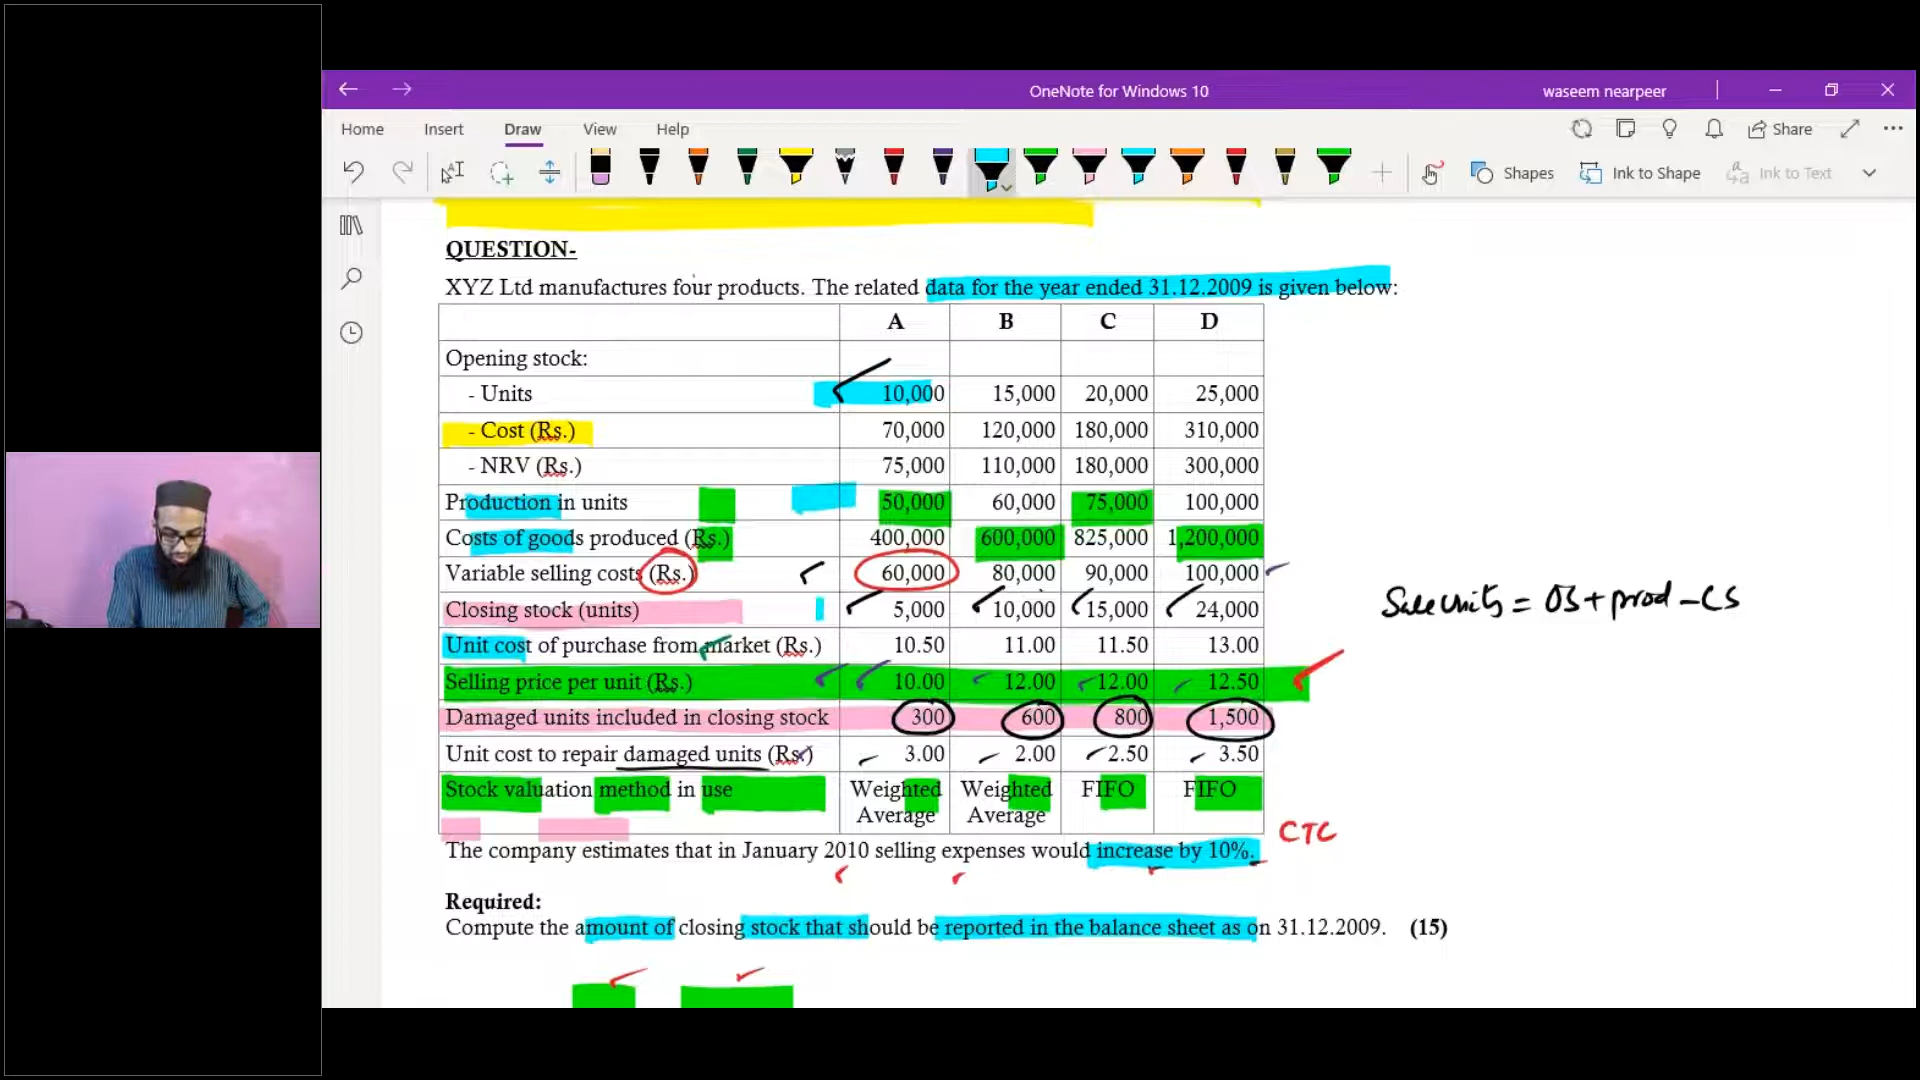 OneNote for Windows 10
waseem nearpeer
Home Insert Draw View Help
Share
Shapes Ink to Shape Ink to Text
QUESTION-
XYZ Ltd manufactures four products. The related data for the year ended 31.12.2009 is given below:
A B C D
Opening stock:
- Units 10,000 15,000 20,000 25,000
- Cost (Rs.) 70,000 120,000 180,000 310,000
- NRV (Rs.) 75,000 110,000 180,000 300,000
Production in units 50,000 60,000 75,000 100,000
Costs of goods produced (Rs.) 400,000 600,000 825,000 1,200,000
Variable selling costs (Rs.) 60,000 80,000 90,000 100,000
Closing stock (units) 5,000 10,000 15,000 24,000
Sale units = OS + prod - CS
Unit cost of purchase from market (Rs.) 10.50 11.00 11.50 13.00
Selling price per unit (Rs.) 10.00 12.00 12.00 12.50
Damaged units included in closing stock 300 600 800 1,500
Unit cost to repair damaged units (Rs.) 3.00 2.00 2.50 3.50
Stock valuation method in use Weighted Average Weighted Average FIFO FIFO
CTC
The company estimates that in January 2010 selling expenses would increase by 10%.
Required:
Compute the amount of closing stock that should be reported in the balance sheet as on 31.12.2009. (15)